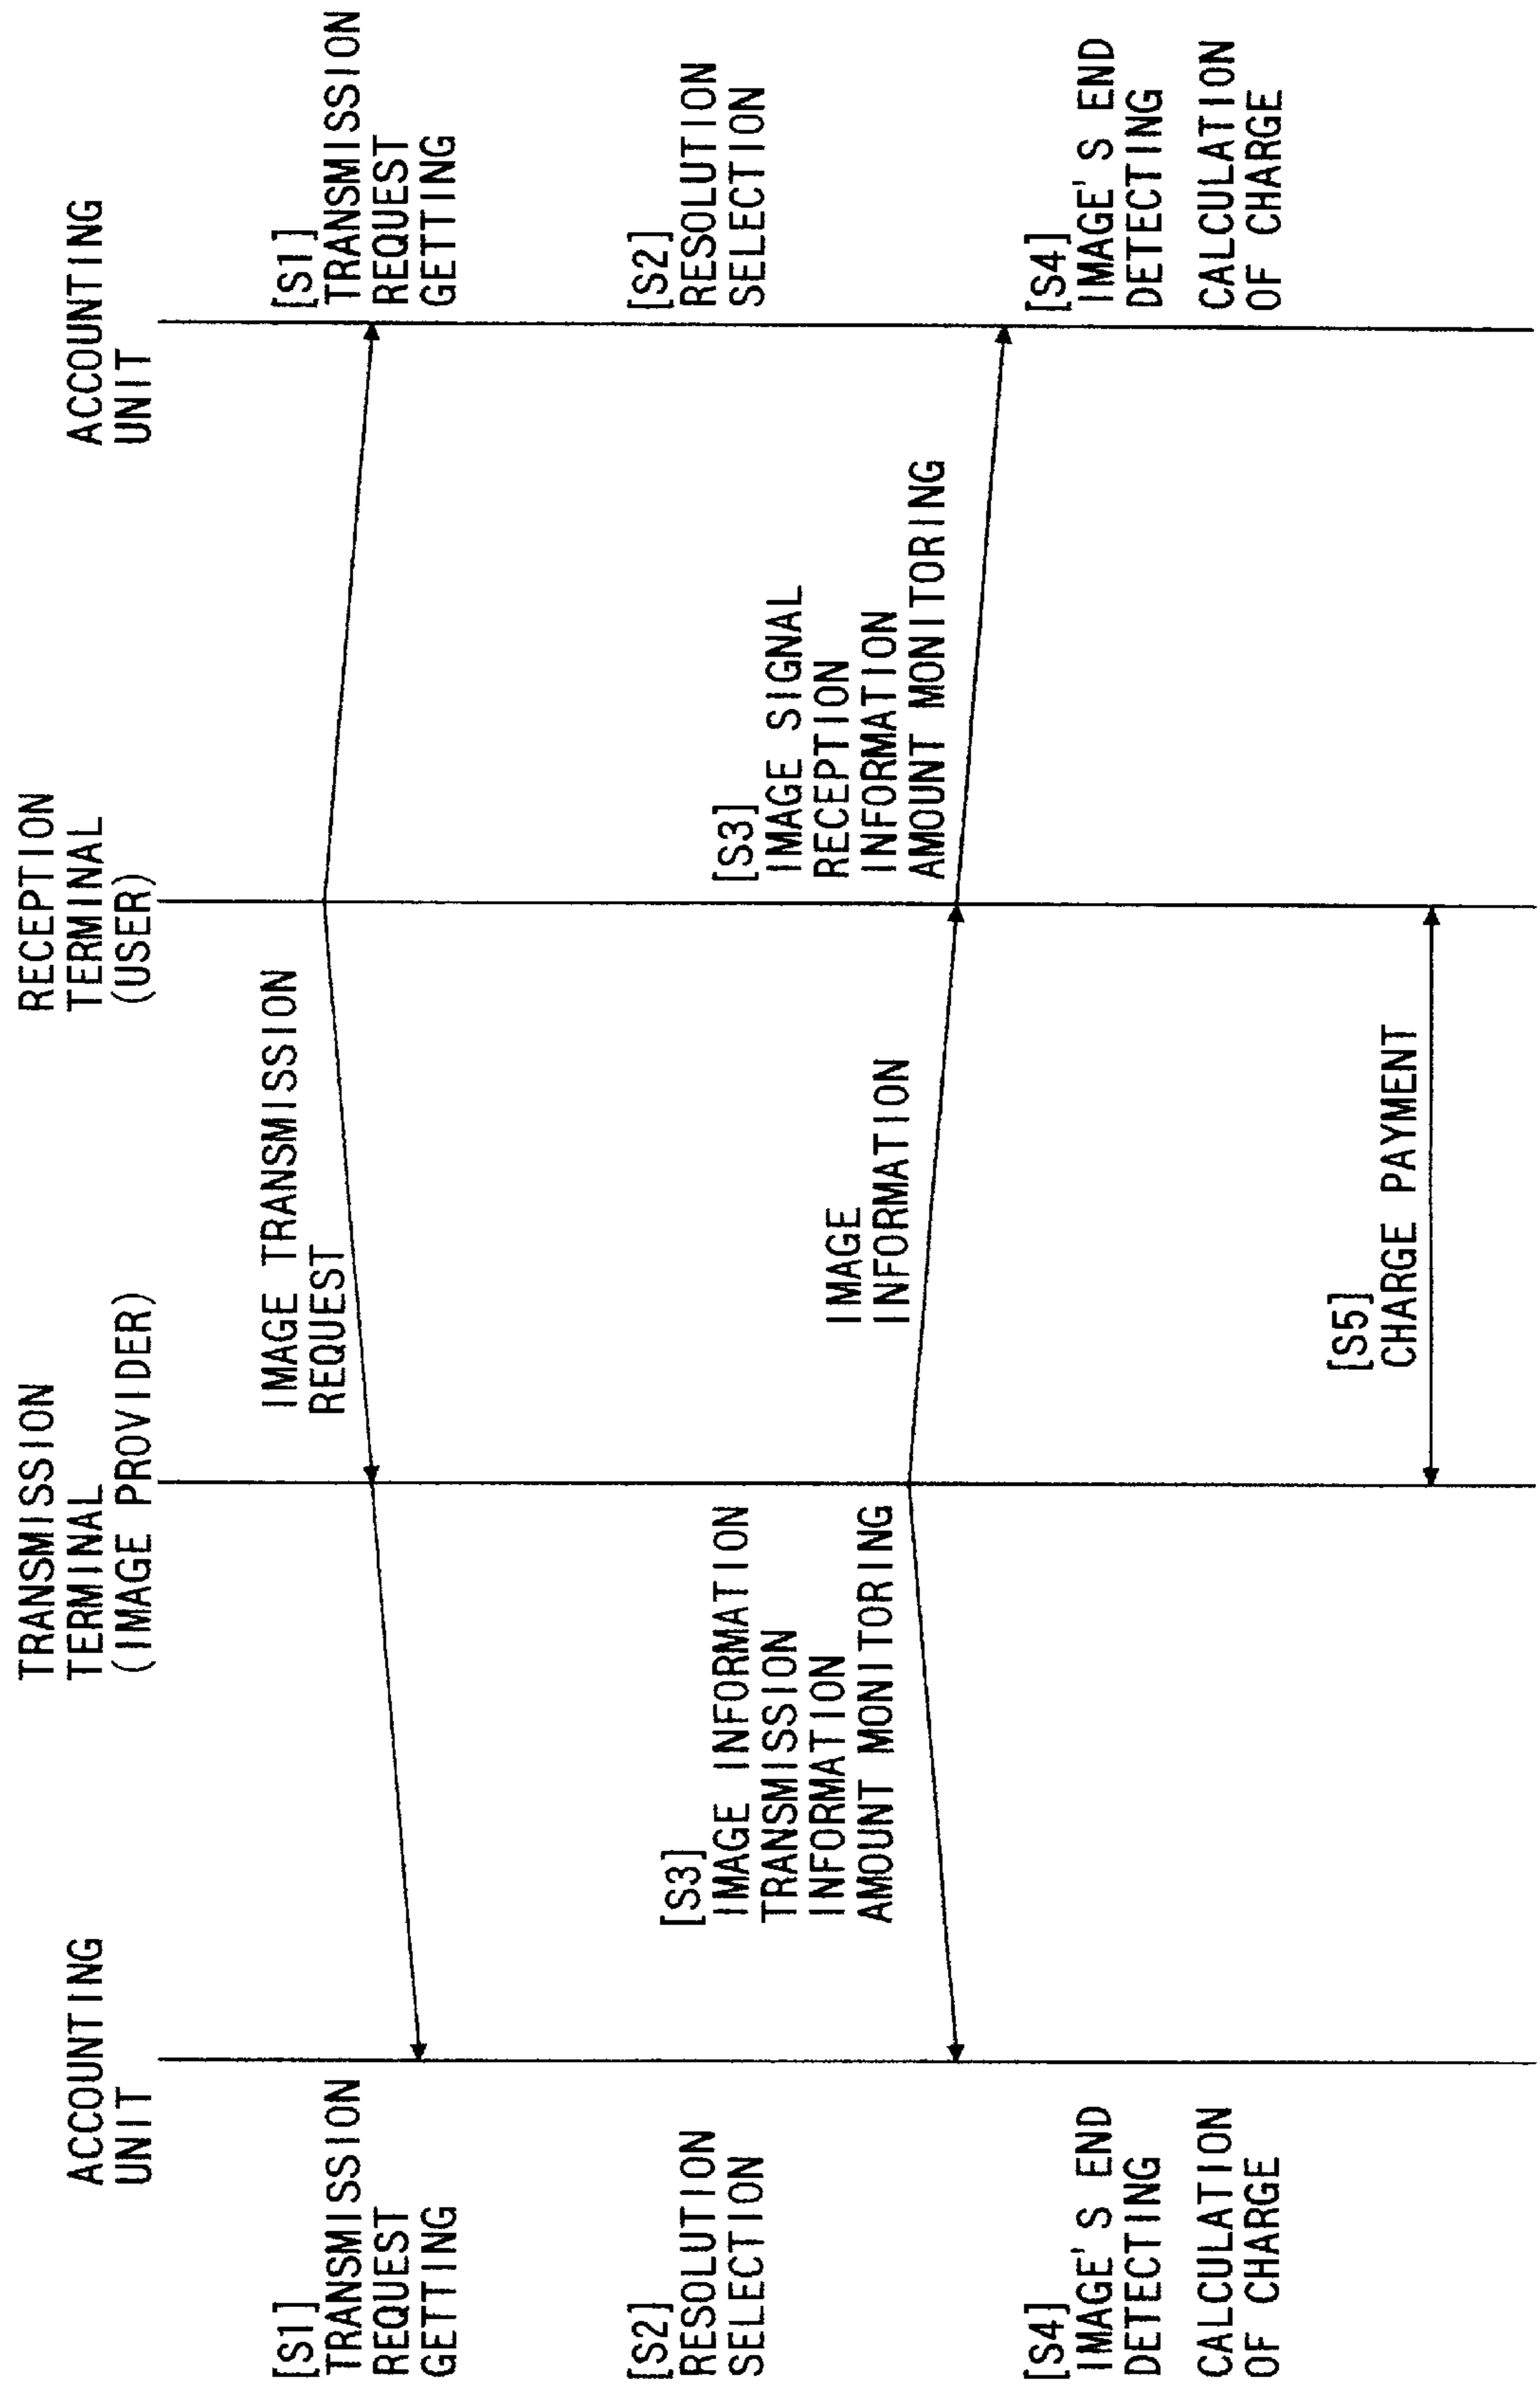 ACCOUNTING
UNIT
TRANSMISSION
TERMINAL
(IMAGE PROVIDER)
RECEPTION
TERMINAL
(USER)
ACCOUNTING
UNIT
[S1]
TRANSMISSION
REQUEST
GETTING
IMAGE TRANSMISSION
REQUEST
[S1]
TRANSMISSION
REQUEST
GETTING
[S2]
RESOLUTION
SELECTION
[S2]
RESOLUTION
SELECTION
[S3]
IMAGE INFORMATION
TRANSMISSION
INFORMATION
AMOUNT MONITORING
IMAGE
INFORMATION
[S3]
IMAGE SIGNAL
RECEPTION
INFORMATION
AMOUNT MONITORING
[S4]
IMAGE'S END
DETECTING
CALCULATION
OF CHARGE
[S4]
IMAGE'S END
DETECTING
CALCULATION
OF CHARGE
[S5]
CHARGE PAYMENT